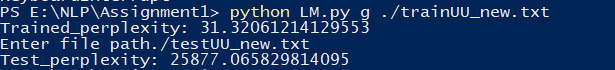 PS E:\NLP\Assignment1> python LM.py g ./trainUU_new.txt
Trained_perplexity: 31.32061214129553
Enter file path./testUU_new.txt
Test_perplexity: 25877.065829814095